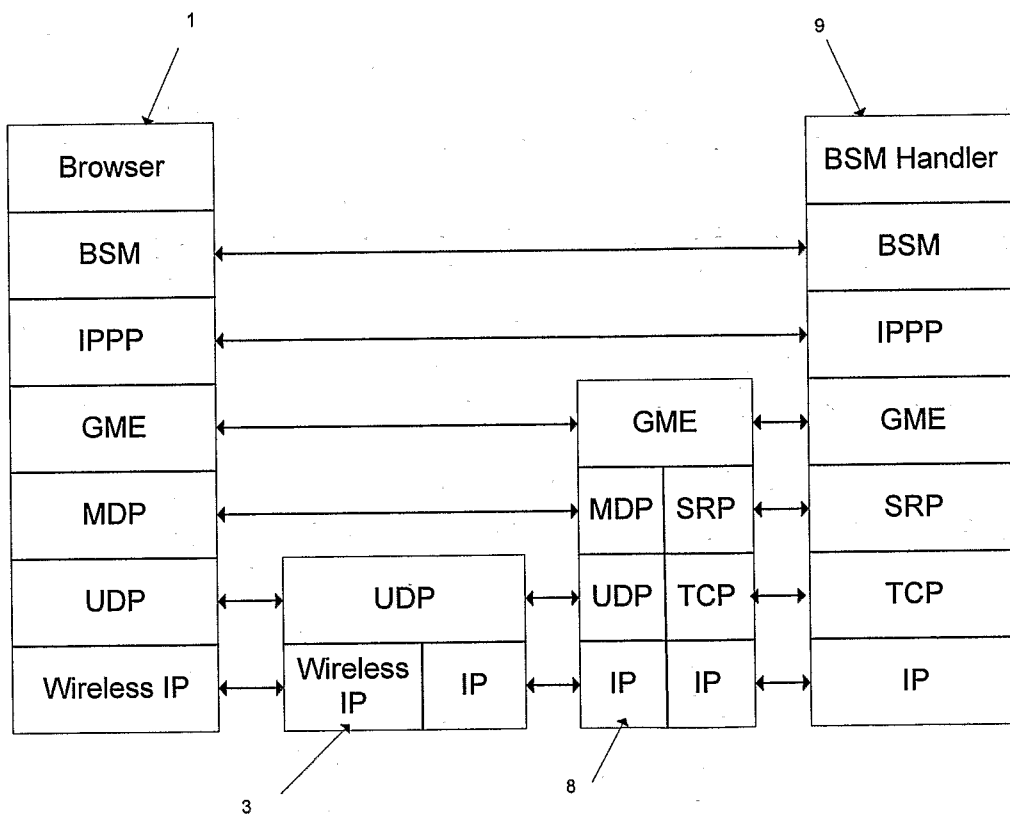 1
9
Browser
BSM Handler
BSM
BSM
IPPP
IPPP
GME
GME
GME
MDP
MDP
SRP
SRP
UDP
UDP
UDP
TCP
TCP
Wireless IP
Wireless
IP
IP
IP
IP
IP
3
8